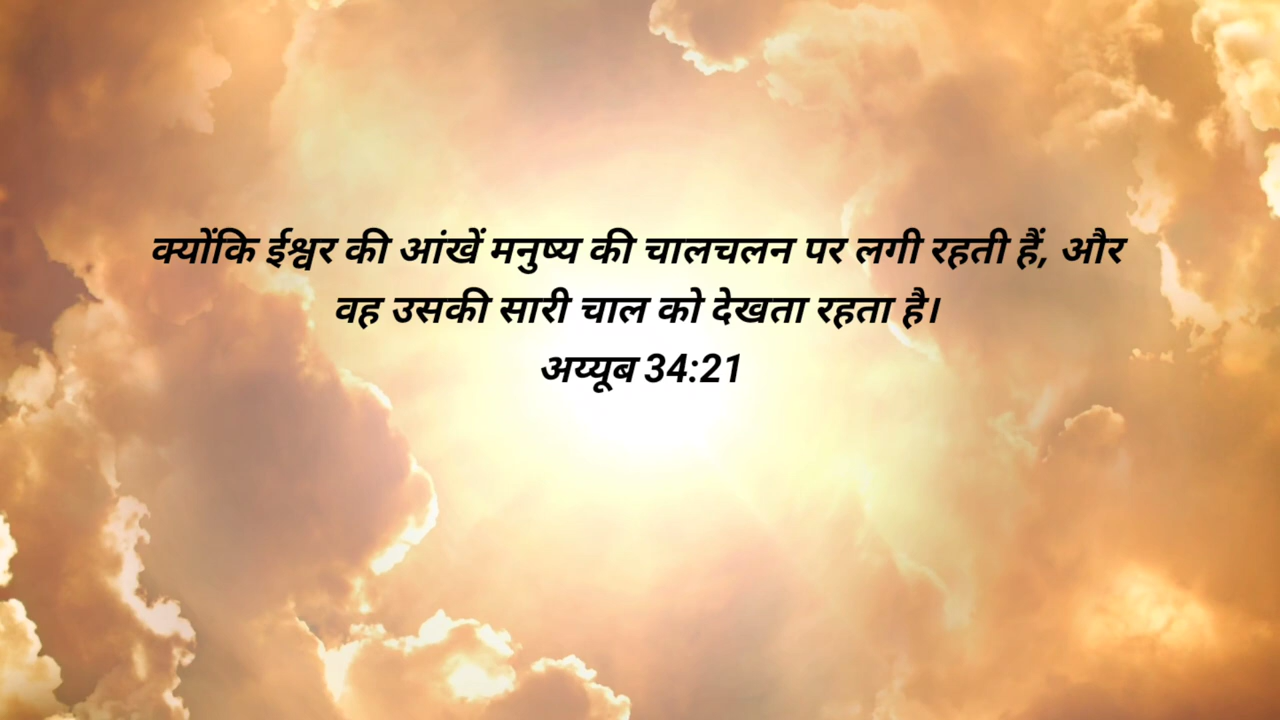 क्योंकि ईश्वर की आंखें मनुष्य की चालचलन पर लगी रहती हैं, और
वह उसकी सारी चाल को देखता रहता है।
अय्यूब 34:21